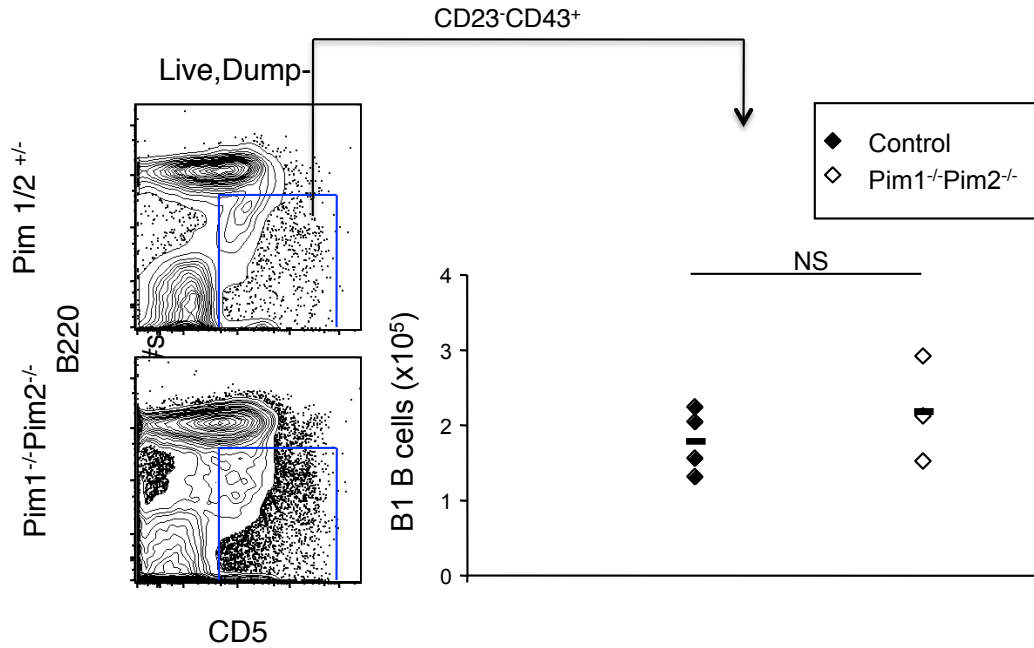 CD23-CD43+
Live,Dump-
Control
Pim1-/-Pim2-/-
Pim 1/2 +/-
B220
Pim1-/-Pim2-/-
CD5
NS
B1 B cells (x10⁵)
4
3
2
1
0